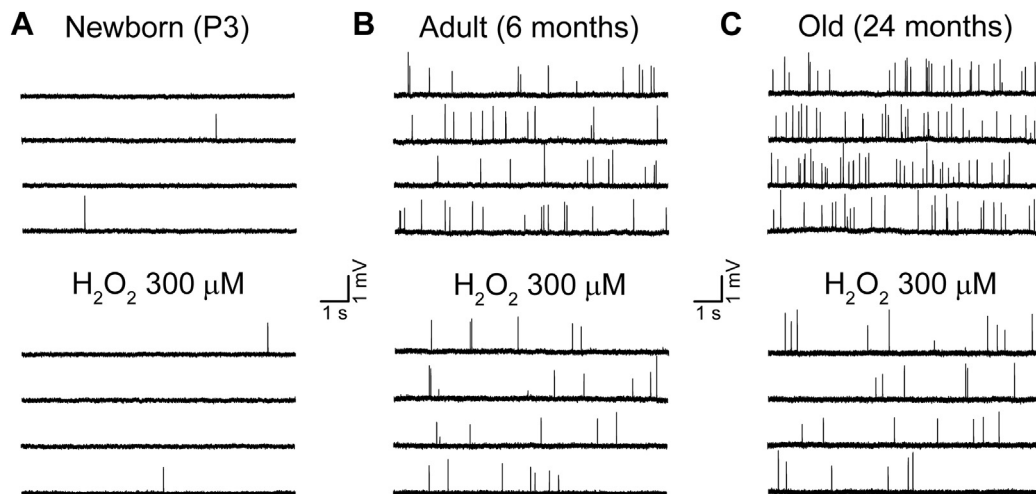 A Newborn (P3)
B Adult (6 months)
C Old (24 months)
H₂O₂ 300 μM
1 s
1 mV
H₂O₂ 300 μM
1 s
1 mV
H₂O₂ 300 μM